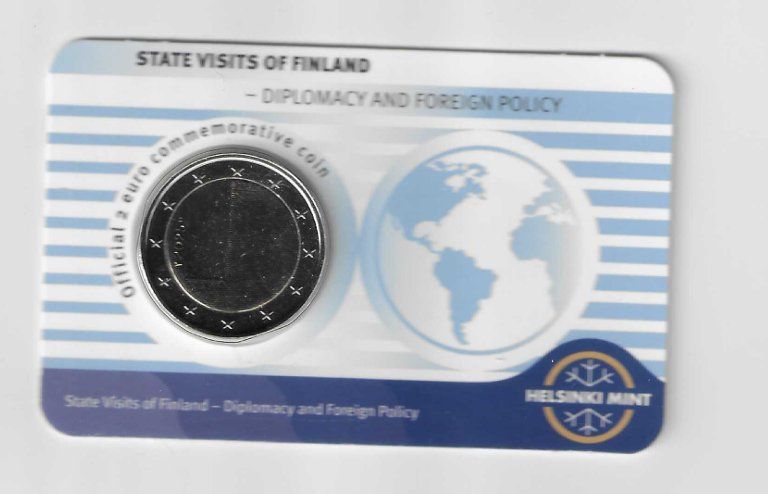 STATE VISITS OF FINLAND
– DIPLOMACY AND FOREIGN POLICY
Official 2 euro commemorative coin
State Visits of Finland – Diplomacy and Foreign Policy
HELSINKI MINT